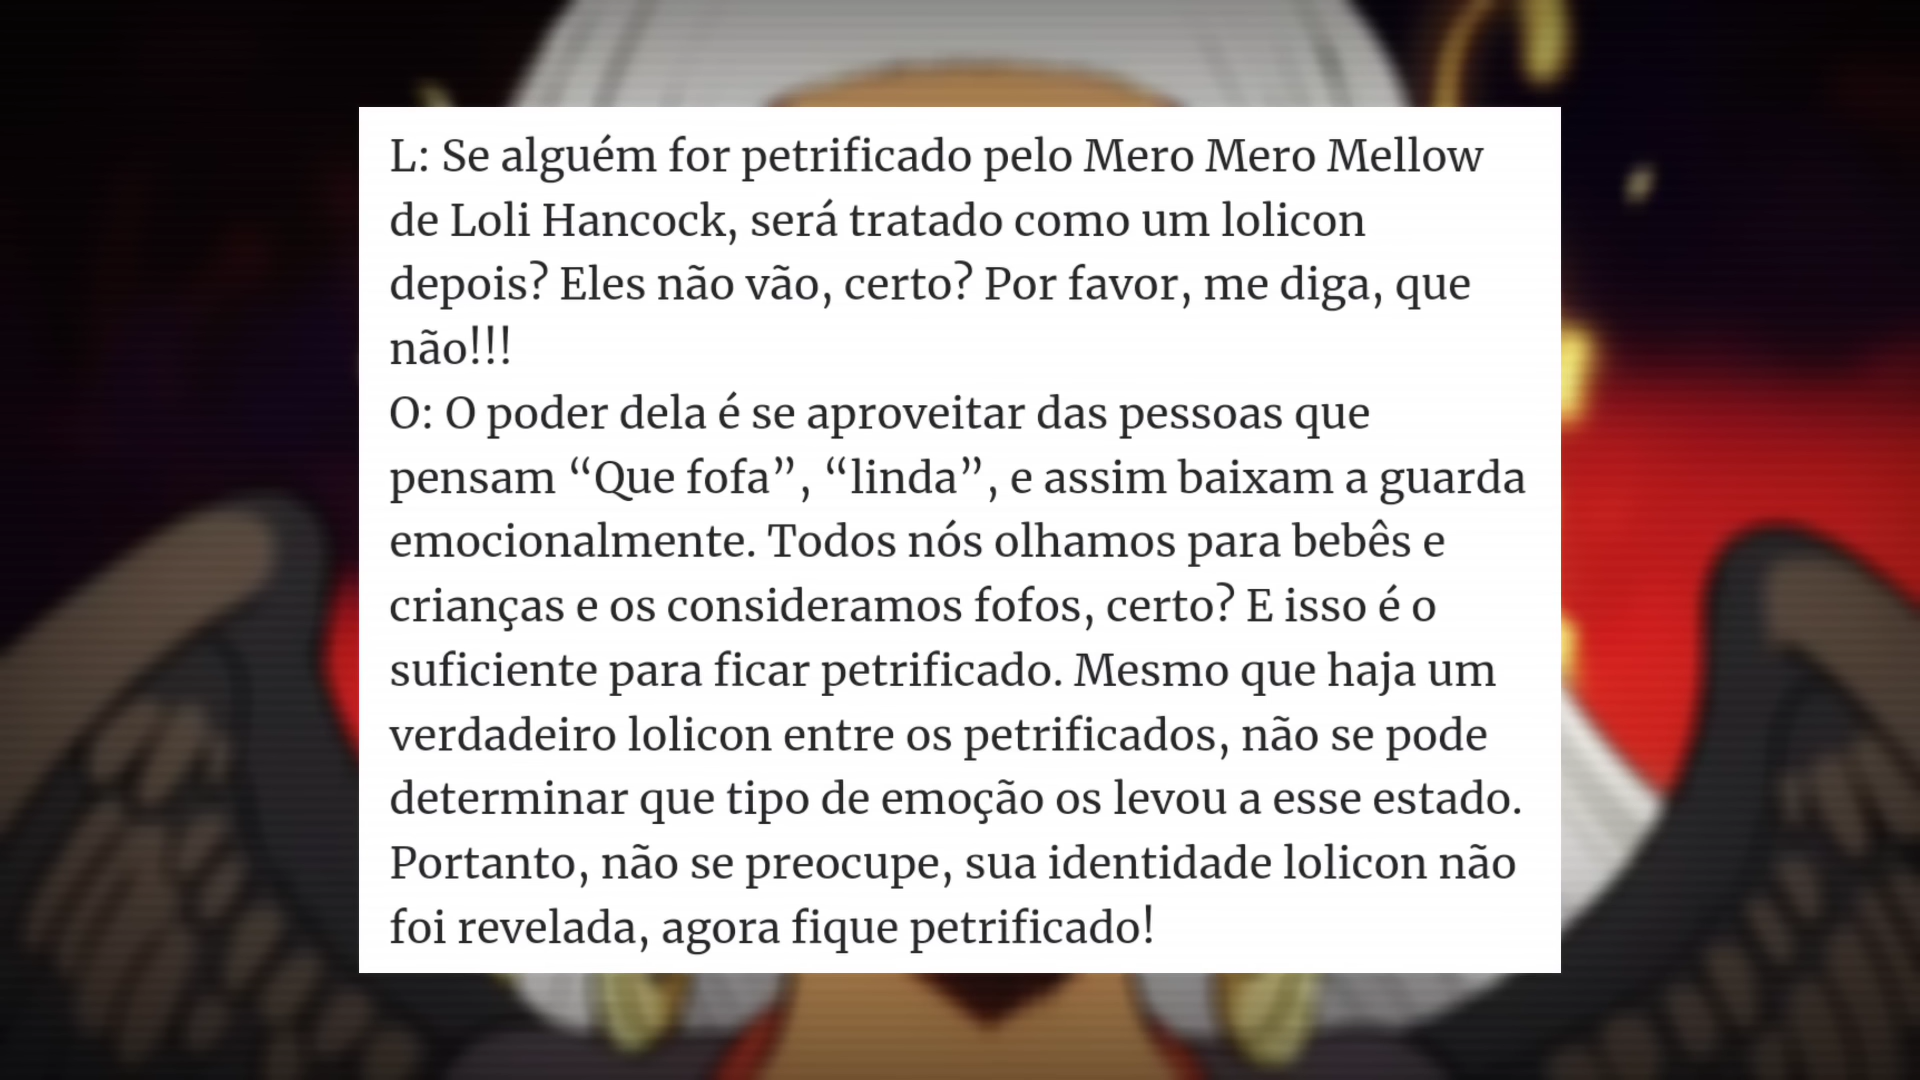 L: Se alguém for petrificado pelo Mero Mero Mellow
de Loli Hancock, será tratado como um lolicon
depois? Eles não vão, certo? Por favor, me diga, que
não!!!
O: O poder dela é se aproveitar das pessoas que
pensam “Que fofa”, “linda”, e assim baixam a guarda
emocionalmente. Todos nós olhamos para bebês e
crianças e os consideramos fofos, certo? E isso é o
suficiente para ficar petrificado. Mesmo que haja um
verdadeiro lolicon entre os petrificados, não se pode
determinar que tipo de emoção os levou a esse estado.
Portanto, não se preocupe, sua identidade lolicon não
foi revelada, agora fique petrificado!